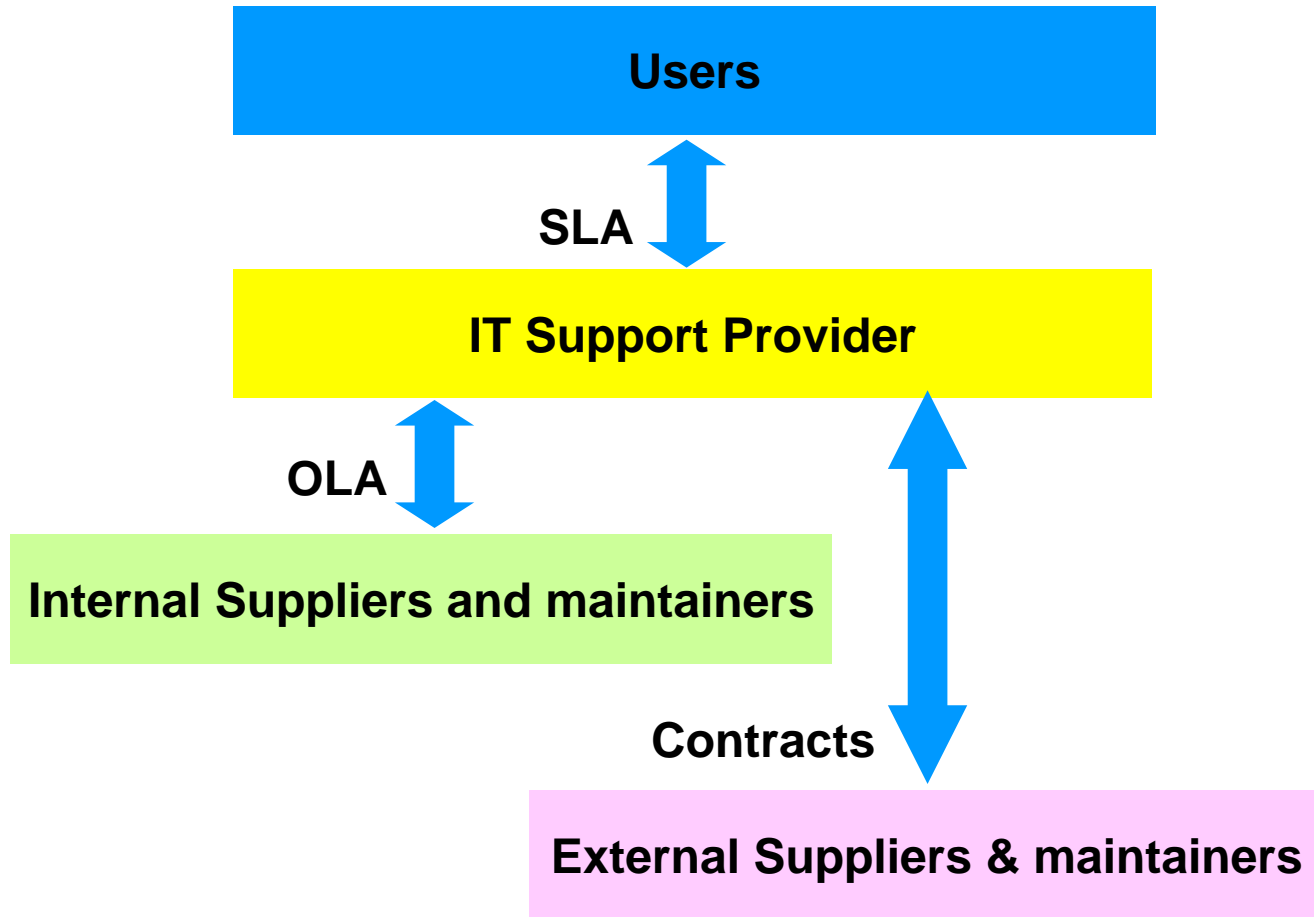 Users
SLA
IT Support Provider
OLA
Internal Suppliers and maintainers
Contracts
External Suppliers & maintainers